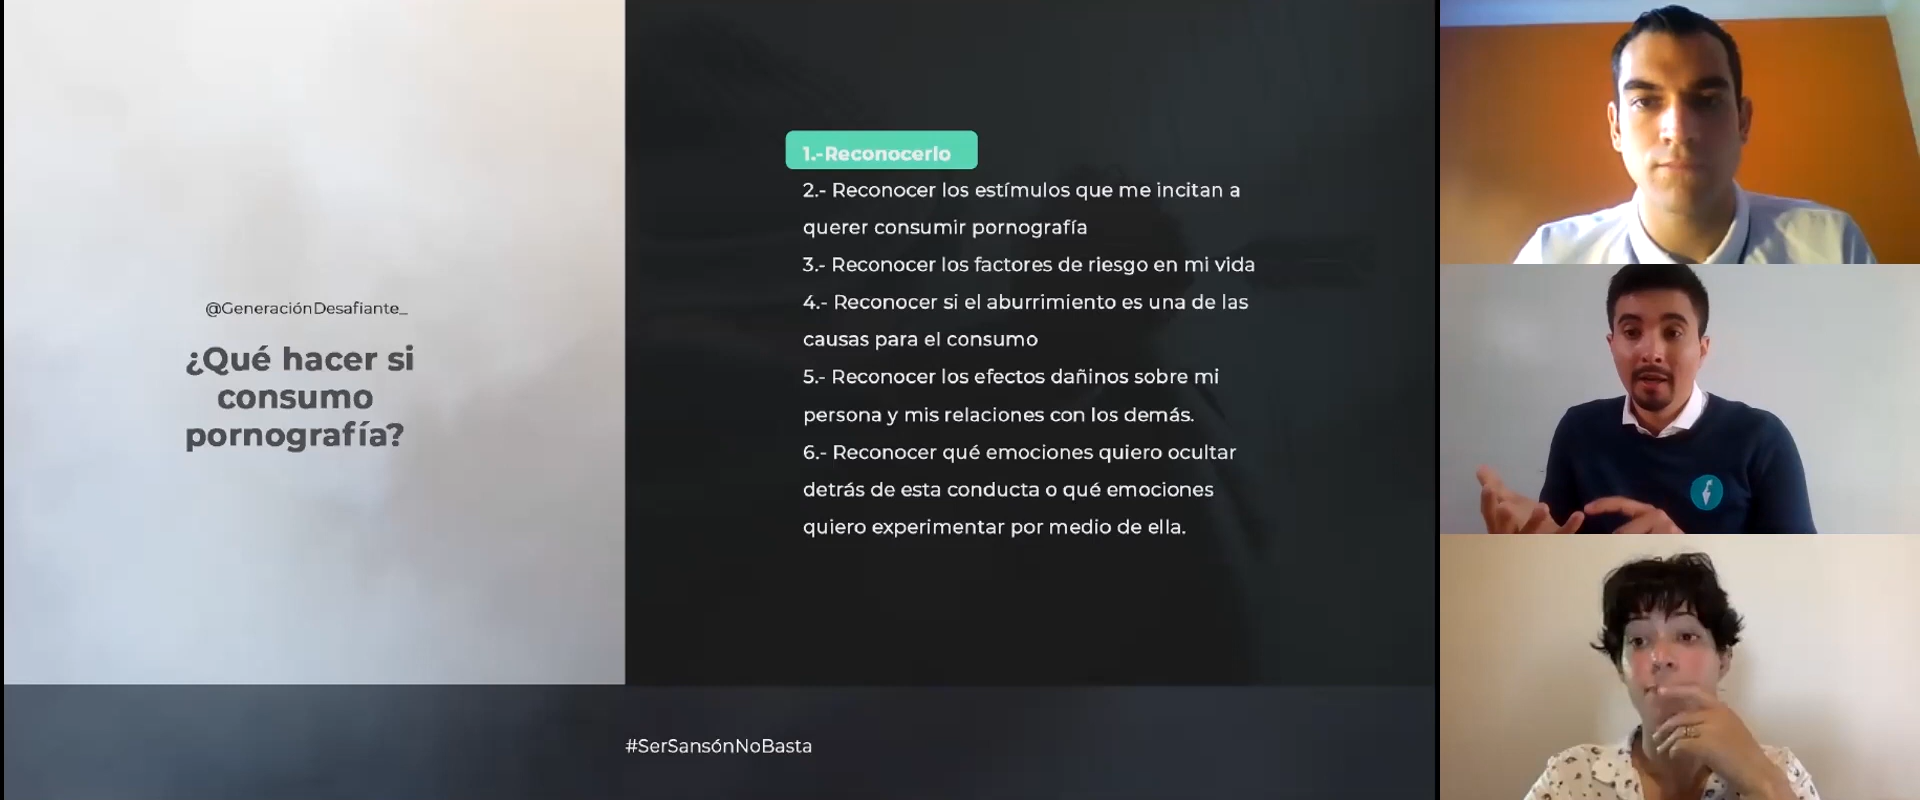 @GeneraciónDesafiante_
¿Qué hacer si
consumo
pornografía?
1.-Reconocerlo
2.- Reconocer los estímulos que me incitan a
querer consumir pornografía
3.- Reconocer los factores de riesgo en mi vida
4.- Reconocer si el aburrimiento es una de las
causas para el consumo
5.- Reconocer los efectos dañinos sobre mi
persona y mis relaciones con los demás.
6.- Reconocer qué emociones quiero ocultar
detrás de esta conducta o qué emociones
quiero experimentar por medio de ella.
#SerSansónNoBasta